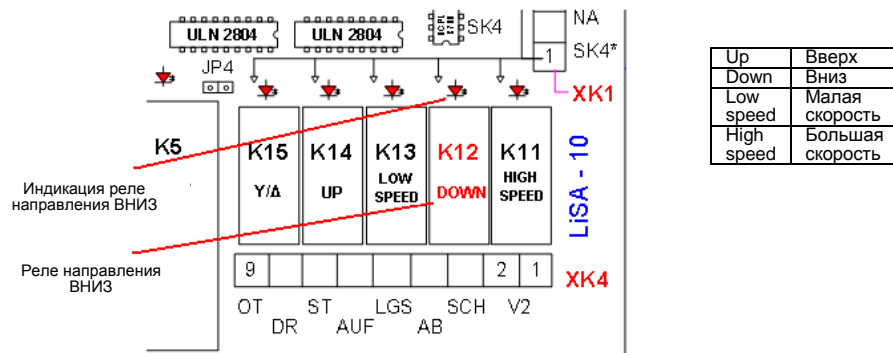 ULN 2804
ULN 2804
CPL
SK4
NA
1
SK4*
JP4
XK1
K5
K15
Y/Δ
K14
UP
K13
LOW
SPEED
K12
DOWN
K11
HIGH
SPEED
LiSA - 10
Индикация реле
направления ВНИЗ
Реле направления
ВНИЗ
9
2
1
XK4
OT
DR
ST
AUF
LGS
AB
SCH
V2
Up Вверх
Down Вниз
Low Малая
speed скорость
High Большая
speed скорость